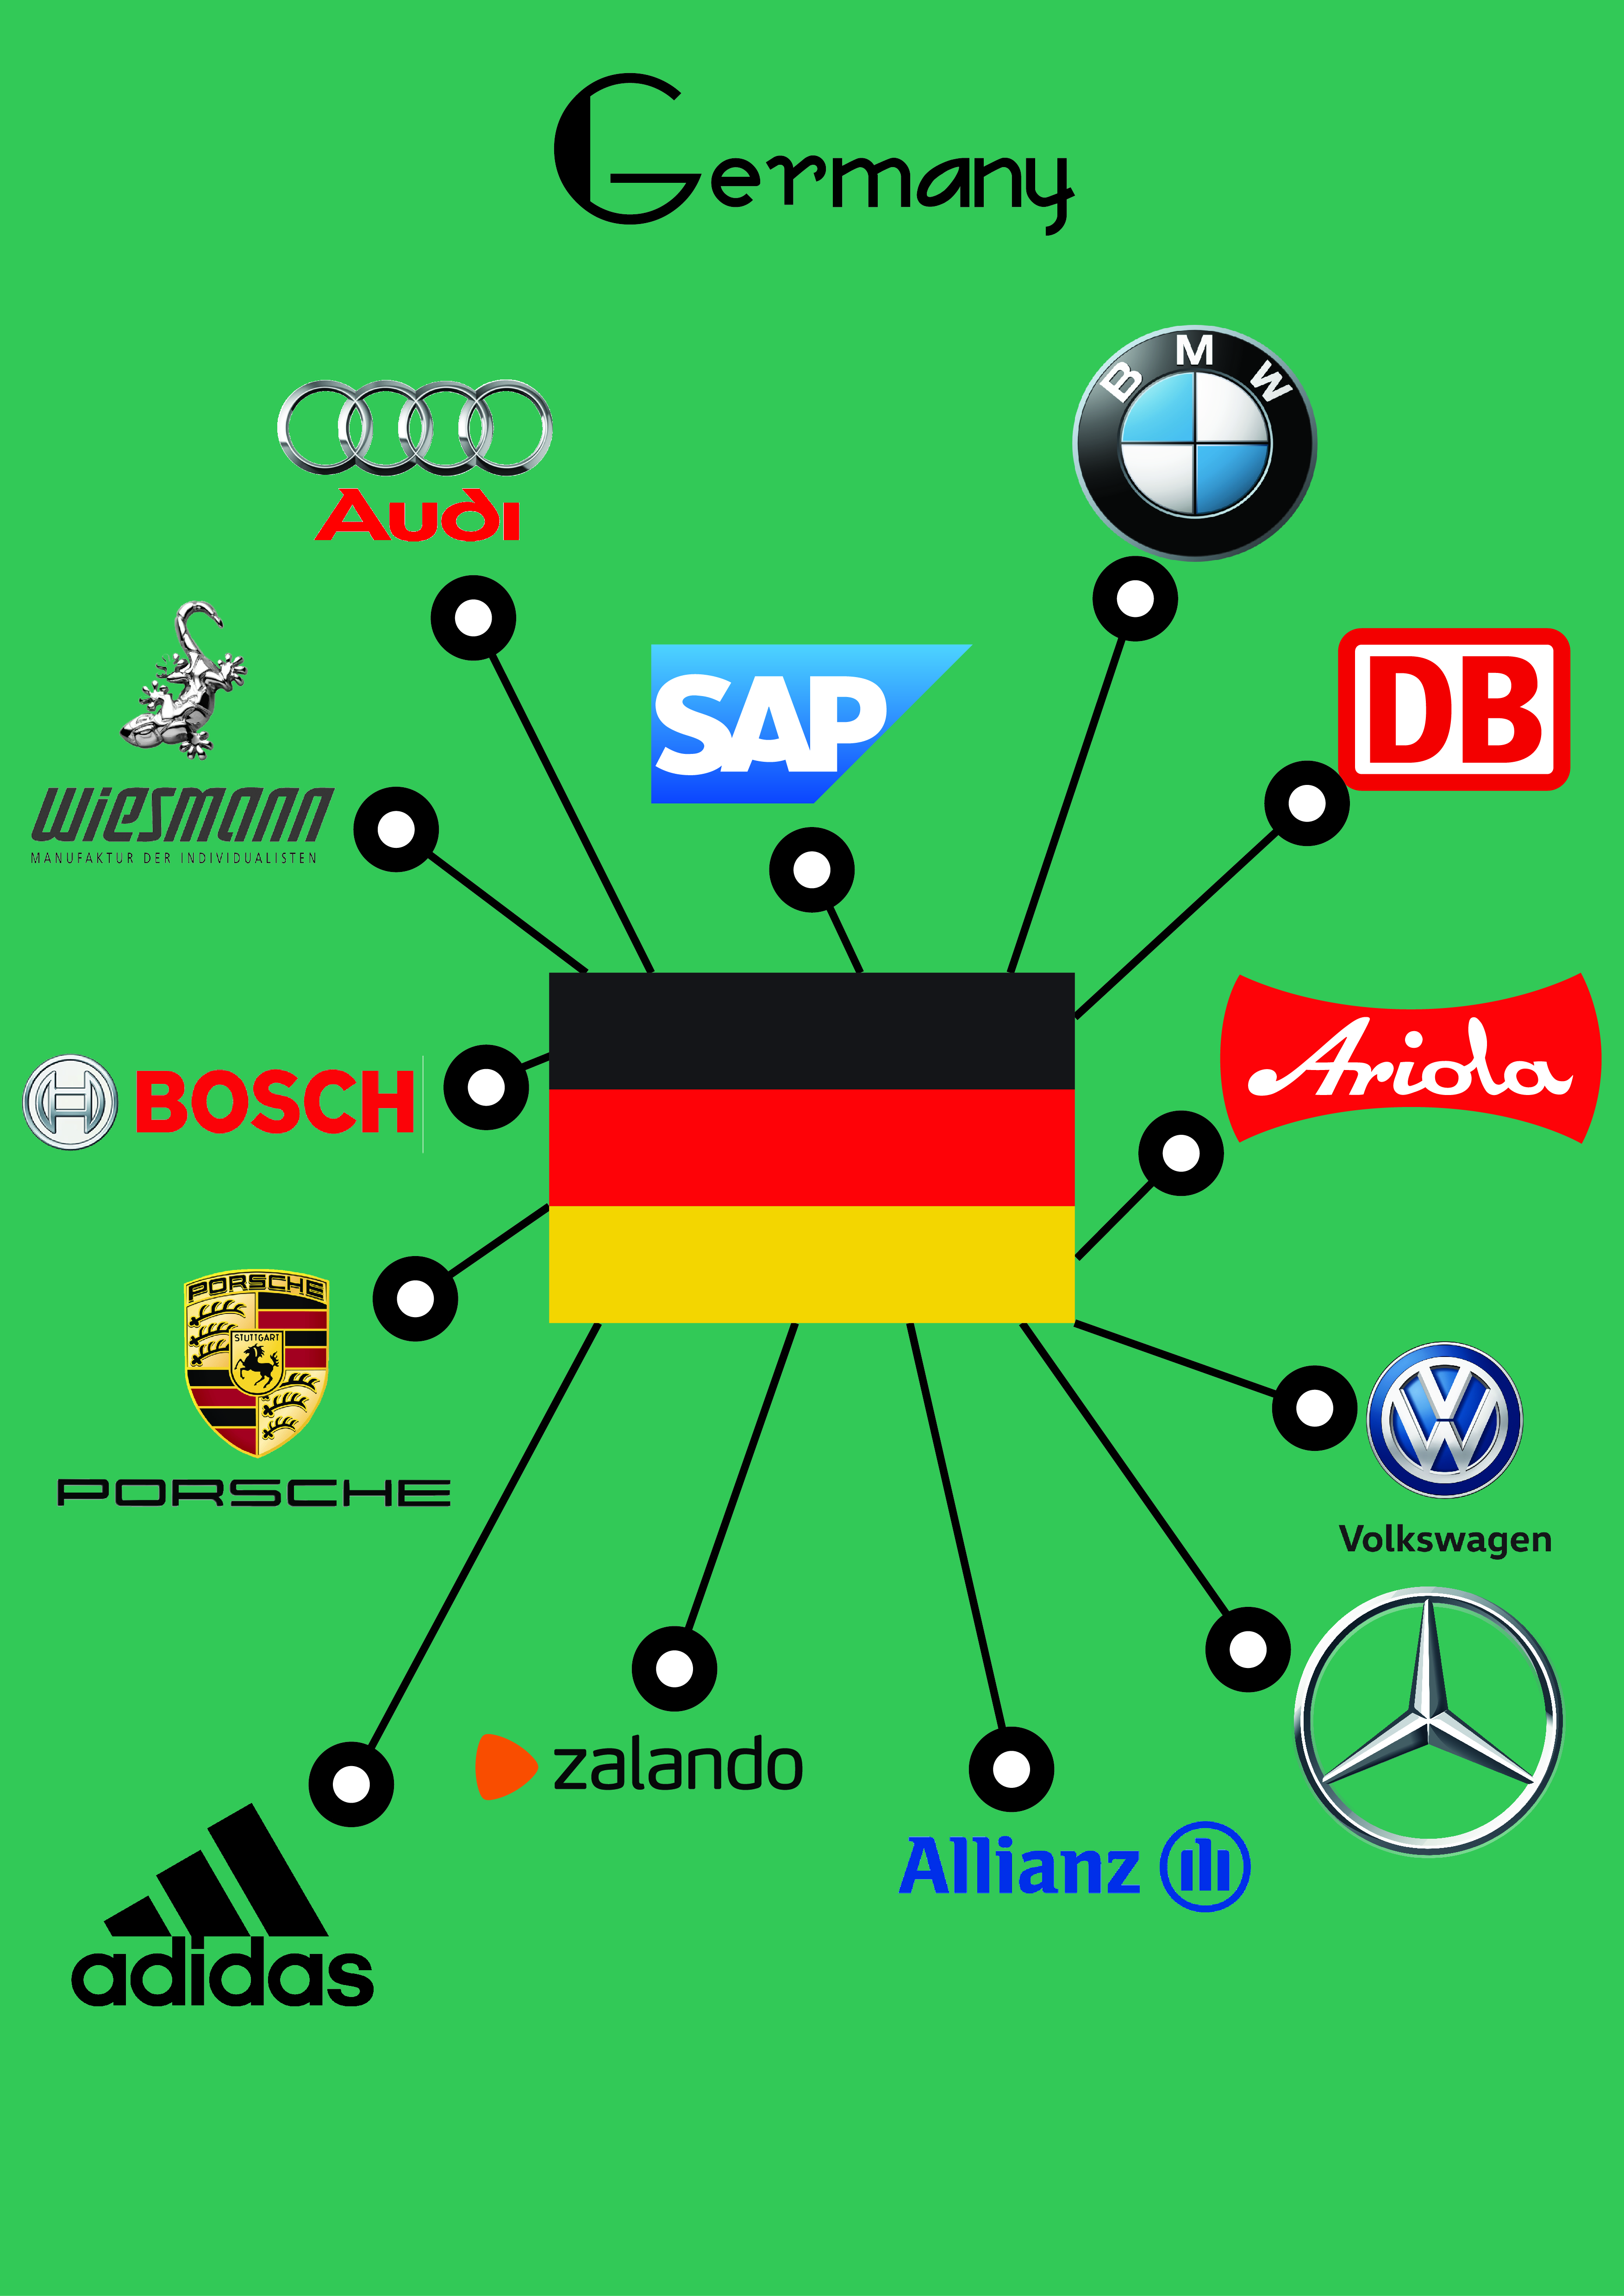 Germany
BMW
Audi
SAP
DB
wiesmann
MANUFAKTUR DER INDIVIDUALISTEN
Ariola
BOSCH
PORSCHE
STUTTGART
PORSCHE
Volkswagen
zalando
Allianz
adidas